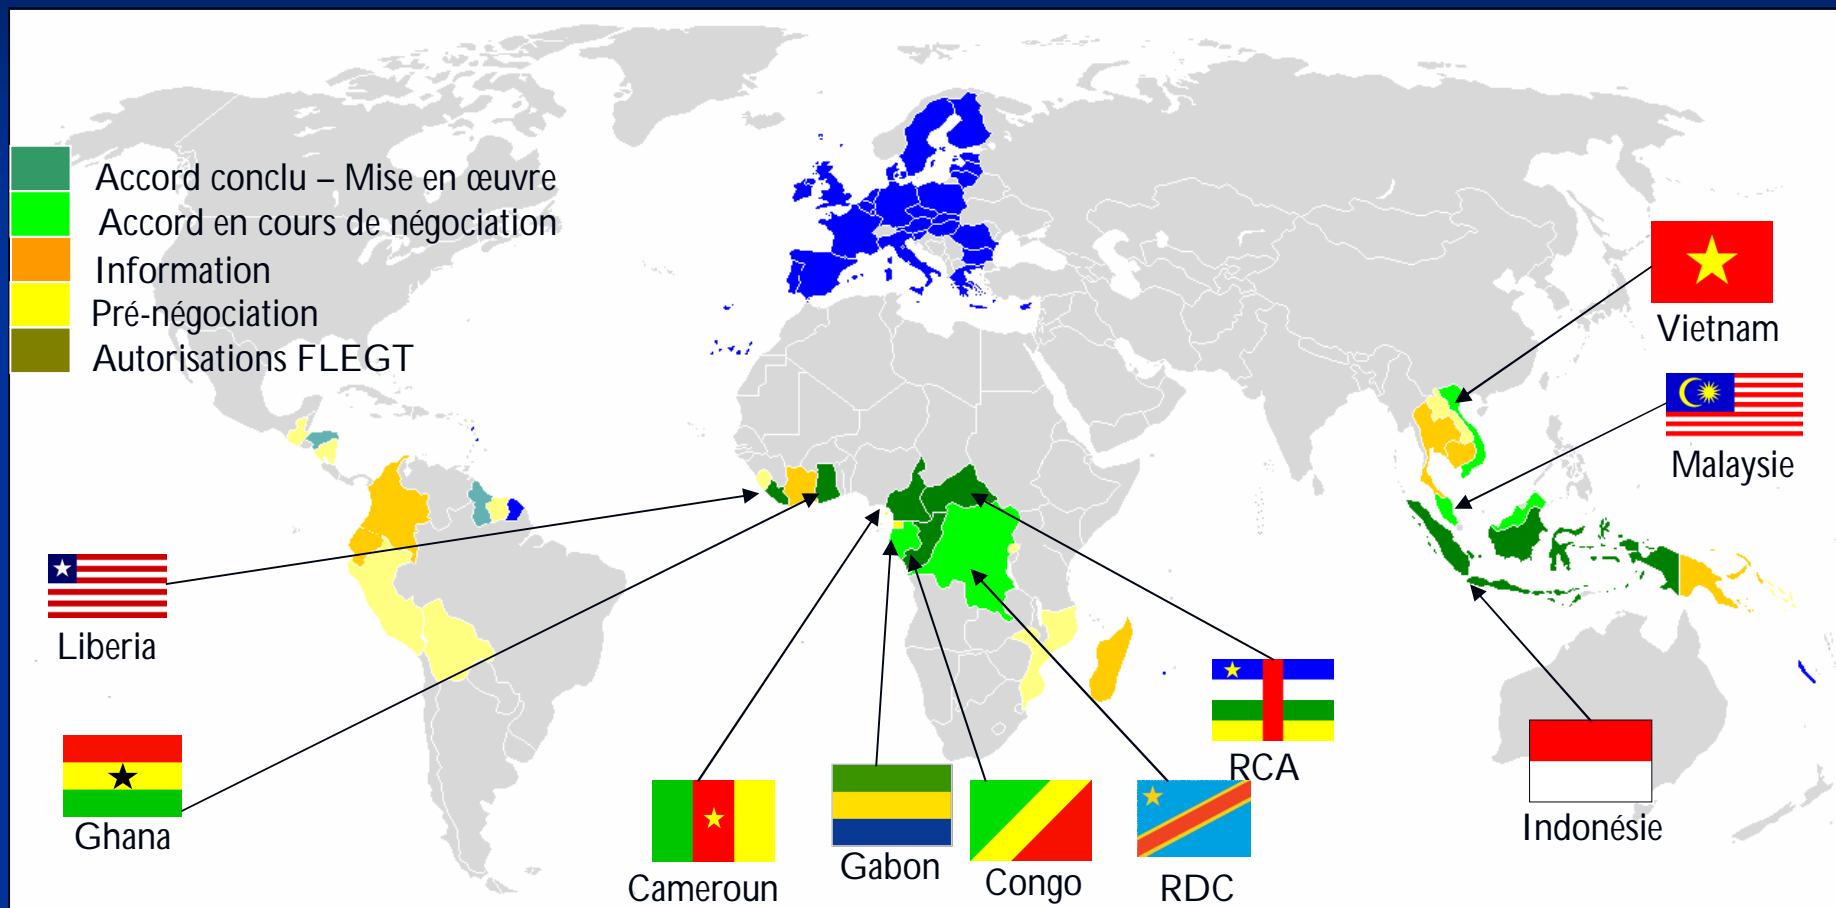 Accord conclu – Mise en œuvre
Accord en cours de négociation
Information
Pré-négociation
Autorisations FLEGT
Vietnam
Malaysie
Liberia
Ghana
Cameroun
Gabon
Congo
RDC
RCA
Indonésie